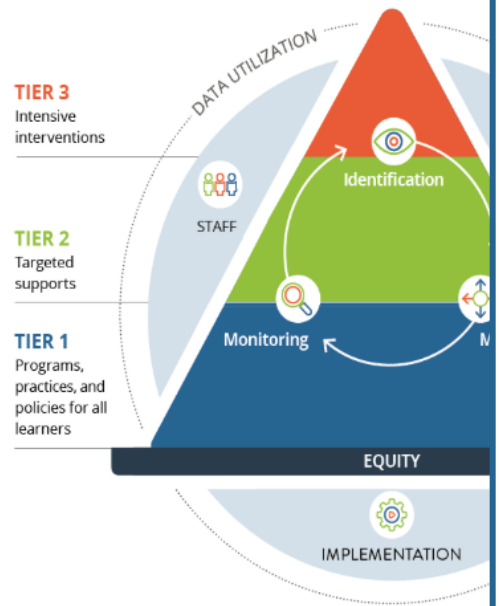 DATA UTILIZATION
TIER 3
Intensive
interventions
Identification
STAFF
TIER 2
Targeted
supports
TIER 1
Programs,
practices, and
policies for all
learners
Monitoring
M
EQUITY
IMPLEMENTATION